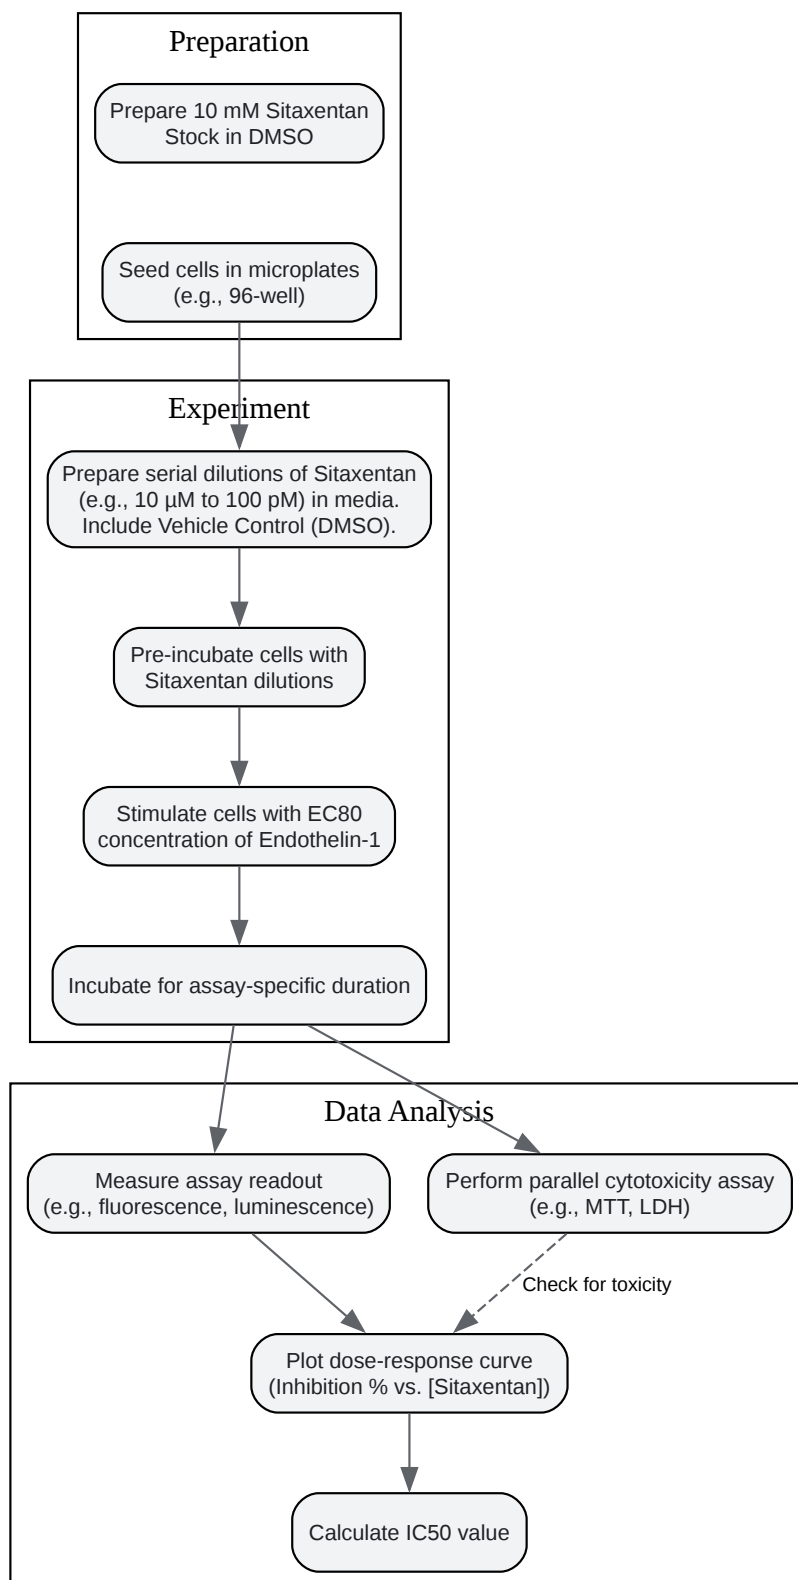 Preparation
Prepare 10 mM Sitaxentan
Stock in DMSO
Seed cells in microplates
(e.g., 96-well)
Experiment
Prepare serial dilutions of Sitaxentan
(e.g., 10 µM to 100 pM) in media.
Include Vehicle Control (DMSO).
Pre-incubate cells with
Sitaxentan dilutions
Stimulate cells with EC80
concentration of Endothelin-1
Incubate for assay-specific duration
Data Analysis
Measure assay readout
(e.g., fluorescence, luminescence)
Perform parallel cytotoxicity assay
(e.g., MTT, LDH)
Check for toxicity
Plot dose-response curve
(Inhibition % vs. [Sitaxentan])
Calculate IC50 value